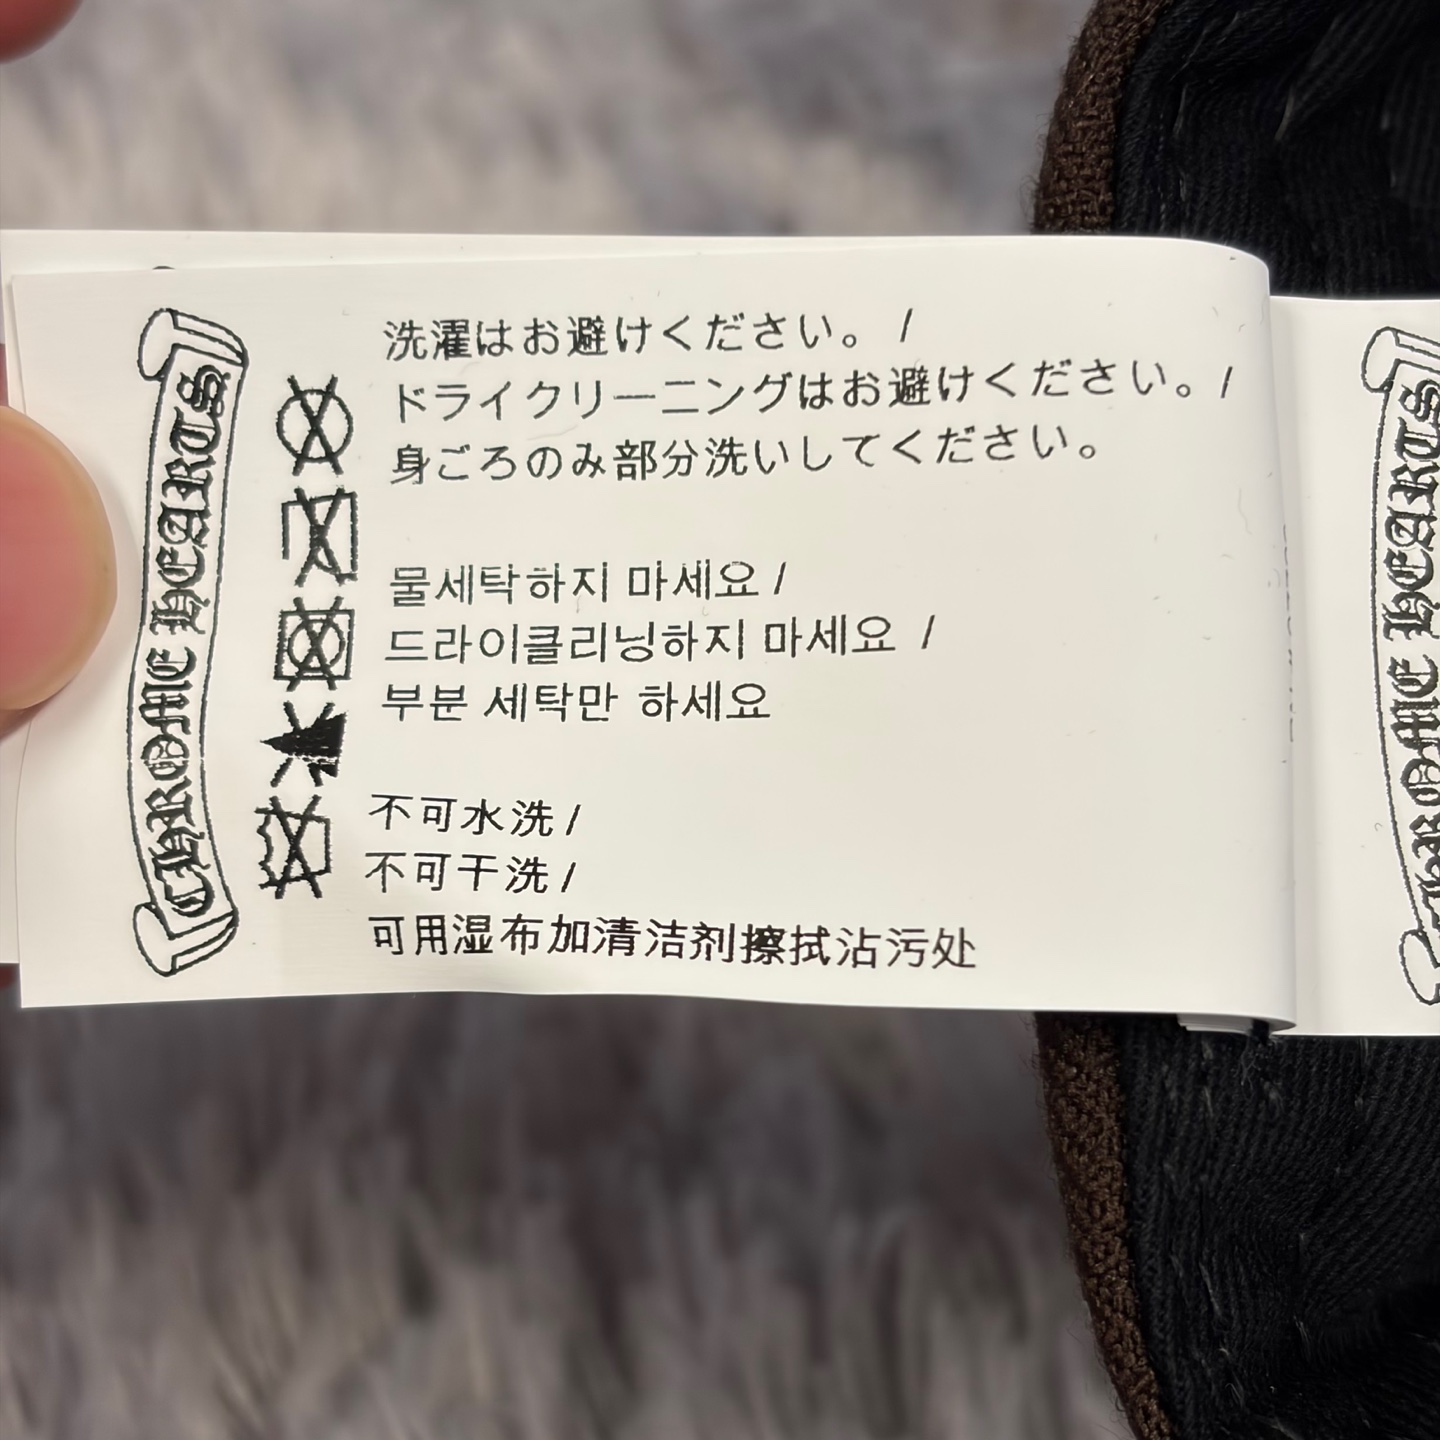 CHROME HEARTS
洗濯はお避けください。 /
ドライクリーニングはお避けください。/
身ごろのみ部分洗いしてください。
물세탁하지 마세요 /
드라이클리닝하지 마세요 /
부분 세탁만 하세요
不可水洗 /
不可干洗 /
可用湿布加清洁剂擦拭沾污处
CHROME HEARTS